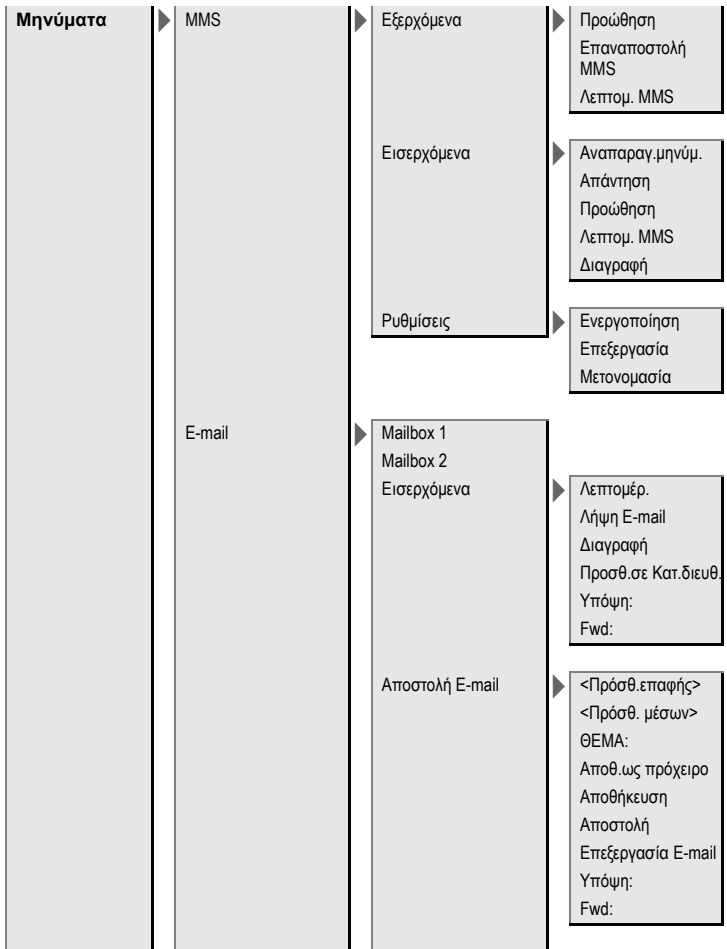 Μηνύματα
MMS
Εξερχόμενα
Προώθηση
Επαναποστολή
MMS
Λεπτομ. MMS
Εισερχόμενα
Αναπαραγ.μηνύμ.
Απάντηση
Προώθηση
Λεπτομ. MMS
Διαγραφή
Ρυθμίσεις
Ενεργοποίηση
Επεξεργασία
Μετονομασία
E-mail
Mailbox 1
Mailbox 2
Εισερχόμενα
Λεπτομέρ.
Λήψη E-mail
Διαγραφή
Προσθ.σε Κατ.διευθ.
Υπόψη:
Fwd:
Αποστολή E-mail
<Πρόσθ.επαφής>
<Πρόσθ. μέσων>
ΘΕΜΑ:
Αποθ.ως πρόχειρο
Αποθήκευση
Αποστολή
Επεξεργασία E-mail
Υπόψη:
Fwd: